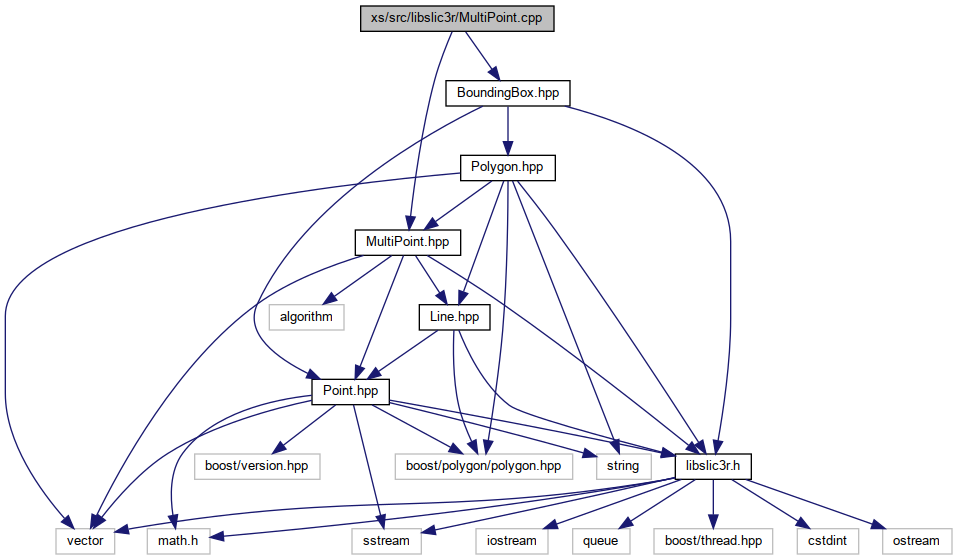 xs/src/libslic3r/MultiPoint.cpp
BoundingBox.hpp
Polygon.hpp
MultiPoint.hpp
algorithm
Line.hpp
Point.hpp
boost/version.hpp
boost/polygon/polygon.hpp
string
libslic3r.h
vector
math.h
sstream
iostream
queue
boost/thread.hpp
cstdint
ostream